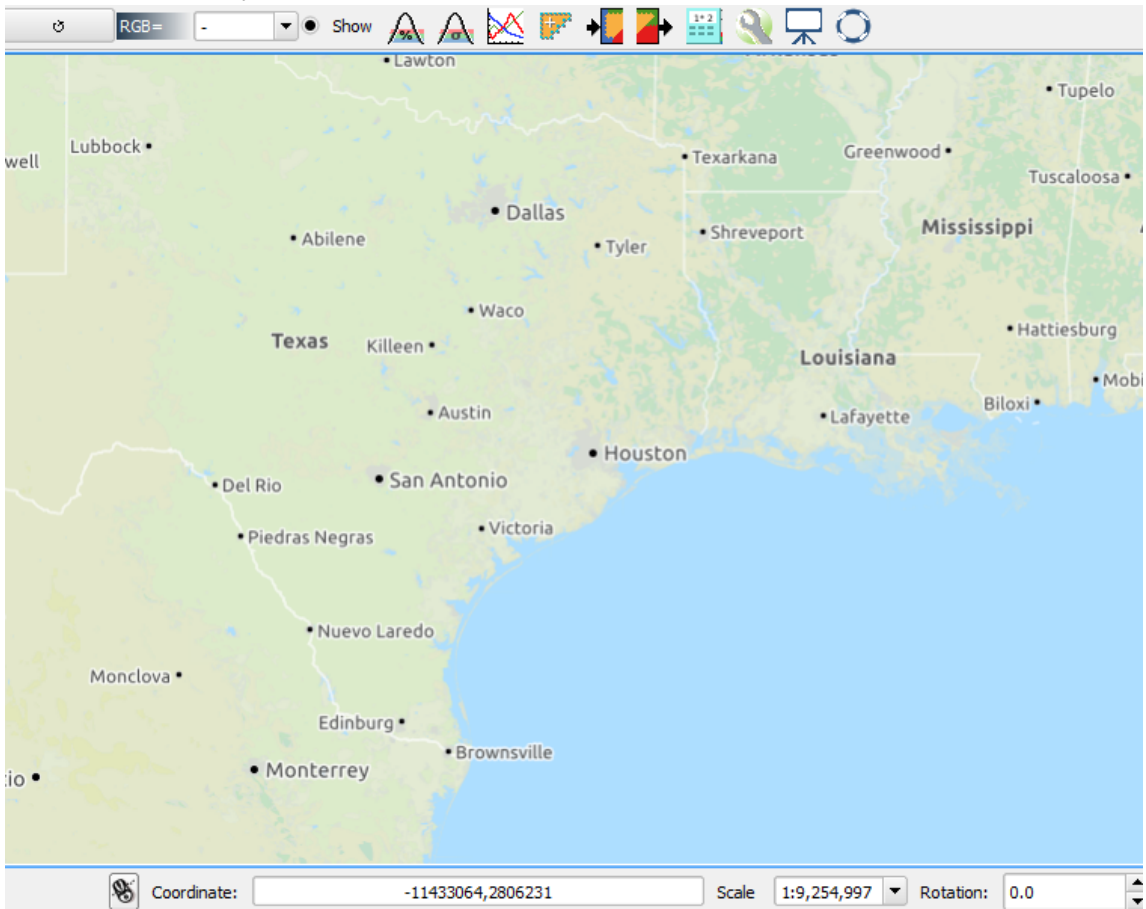 RGB= - Show
Lawton
Tupelo
Lubbock
well
Texarkana
Greenwood
Tuscaloosa
Dallas
Mississippi
Abilene
Tyler
Shreveport
Waco
Hattiesburg
Texas
Killeen
Louisiana
Mobi
Austin
Biloxi
Lafayette
Houston
San Antonio
Del Rio
Victoria
Piedras Negras
Nuevo Laredo
Monclova
Edinburg
Brownsville
Monterrey
io
Coordinate: -11433064,2806231 Scale 1:9,254,997 Rotation: 0.0